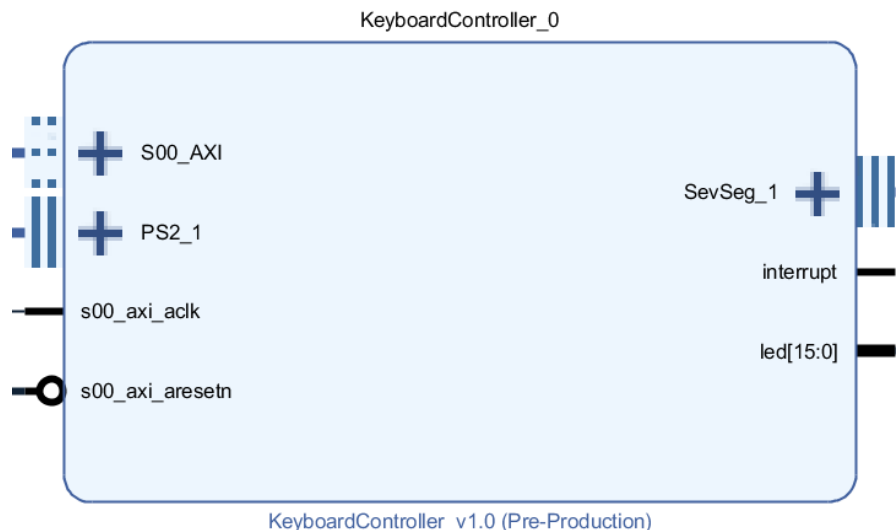 KeyboardController_0
S00_AXI
PS2_1
s00_axi_aclk
s00_axi_aresetn
SevSeg_1
interrupt
led[15:0]
KeyboardController_v1.0 (Pre-Production)